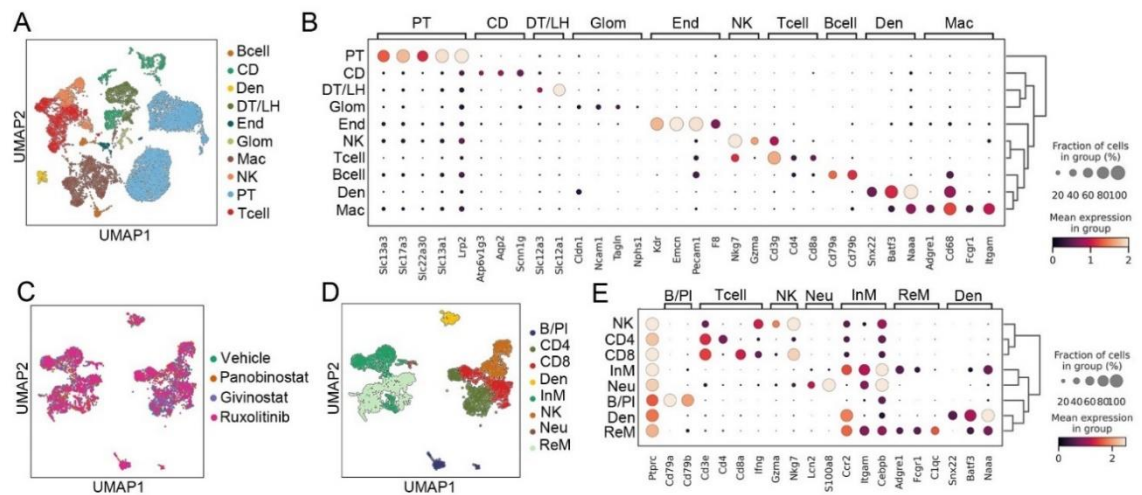 A
UMAP2
UMAP1
Bcell
CD
Den
DT/LH
End
Glom
Mac
NK
PT
Tcell
B
PT CD DT/LH Glom End NK Tcell Bcell Den Mac
PT
CD
DT/LH
Glom
End
NK
Tcell
Bcell
Den
Mac
Slc13a3 Slc17a3 Slc22a30 Slc13a1 Lrp2 Atp6v1g3 Aqp2 Scnn1g Slc12a3 Slc12a1 Cldn1 Ncam1 Tagln Nphs1 Kdr Emcn Pecam1 F8 Nkg7 Gzma Cd3g Cd4 Cd8a Cd79a Cd79b Snx22 Batf3 Naaa Adgre1 Cd68 Fcgr1 Itgam
Fraction of cells
in group (%)
20 40 60 80100
Mean expression
in group
0 1 2
C
UMAP2
UMAP1
Vehicle
Panobinostat
Givinostat
Ruxolitinib
D
UMAP2
UMAP1
B/Pl
CD4
CD8
Den
InM
NK
Neu
ReM
E
B/Pl Tcell NK Neu InM ReM Den
NK
CD4
CD8
InM
Neu
B/Pl
Den
ReM
Ptprc Cd79a Cd79b Cd3e Cd4 Cd8a Ifng Gzma Nkg7 Lcn2 S100a8 Ccr2 Itgam Cebpb Adgre1 Fcgr1 C1qc Snx22 Batf3 Naaa
Fraction of cells
in group (%)
20 40 60 80100
Mean expression
in group
0 2